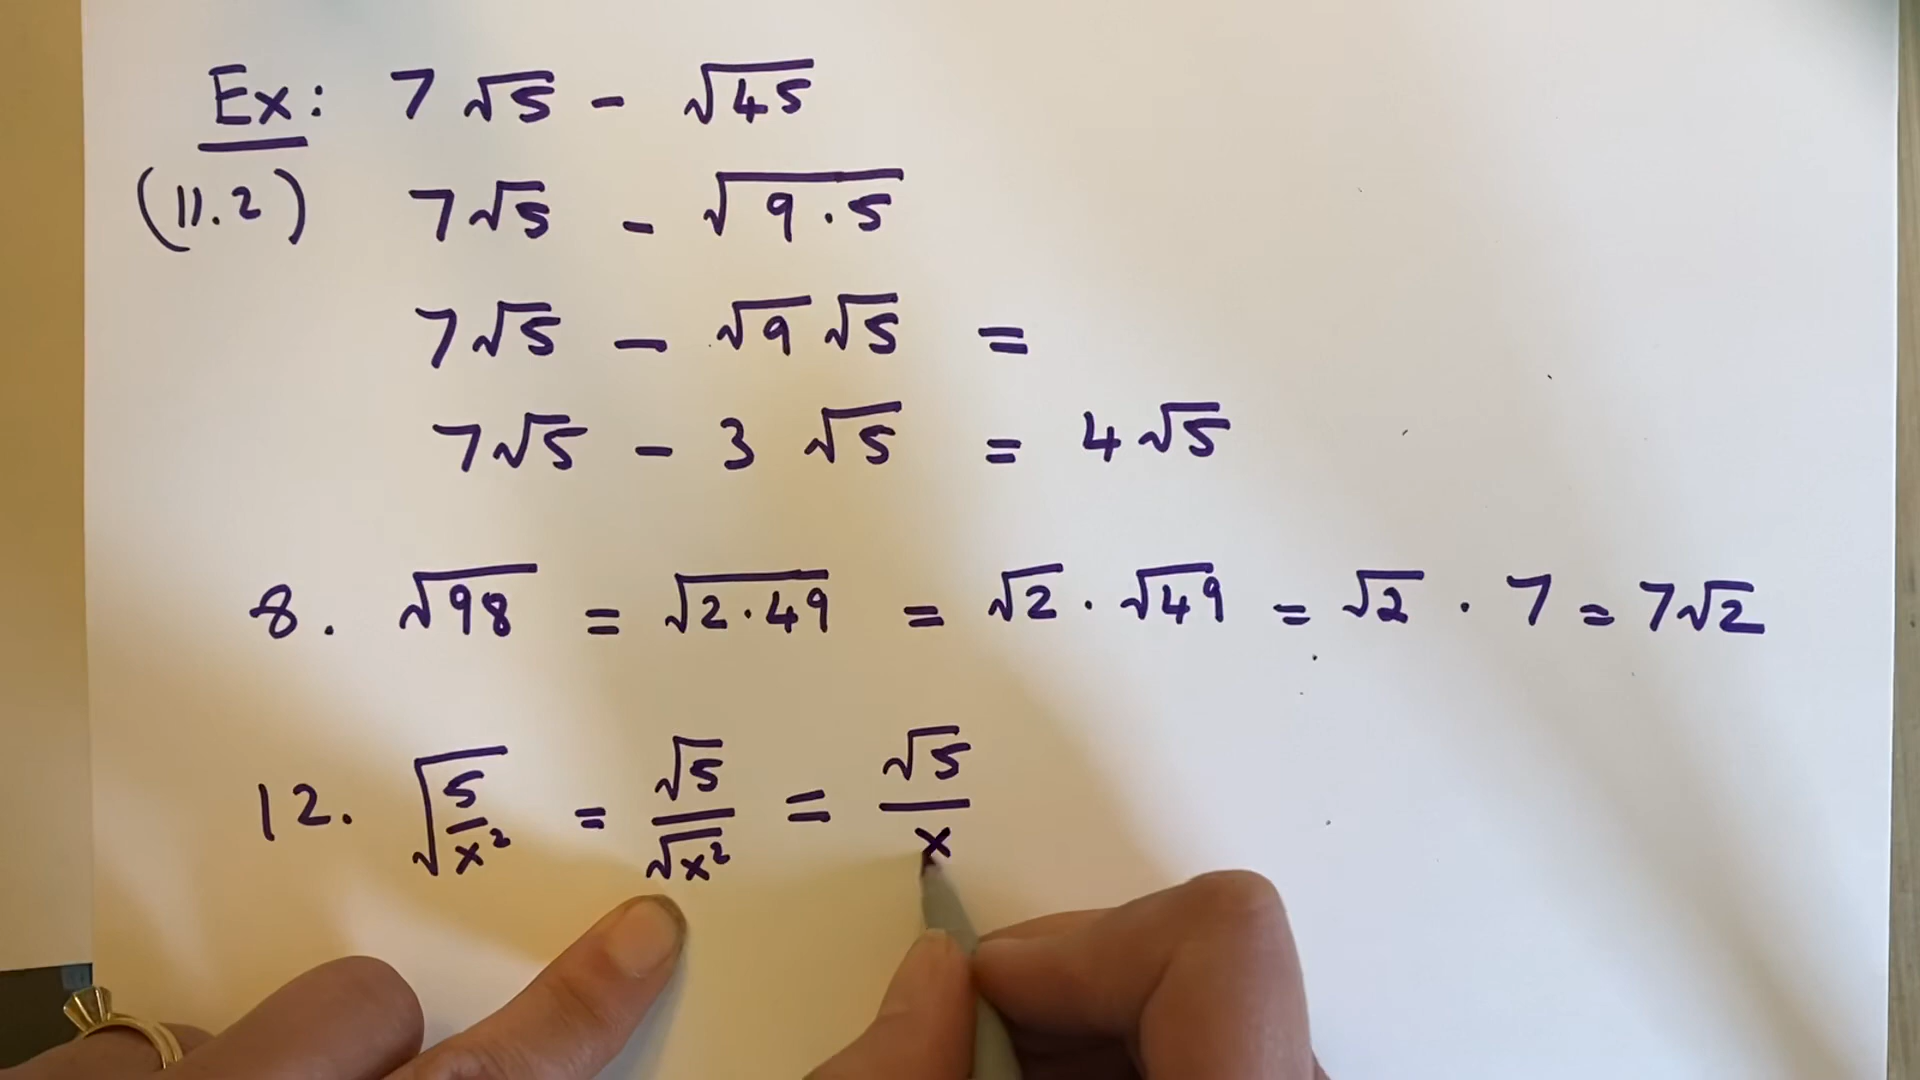 Ex: 7√5 - √45
(11.2) 7√5 - √9·5
7√5 - √9 √5 =
7√5 - 3 √5 = 4√5
8. √98 = √2·49 = √2 · √49 = √2 · 7 = 7√2
12. √(5/x²) = √5/√x² = √5/x